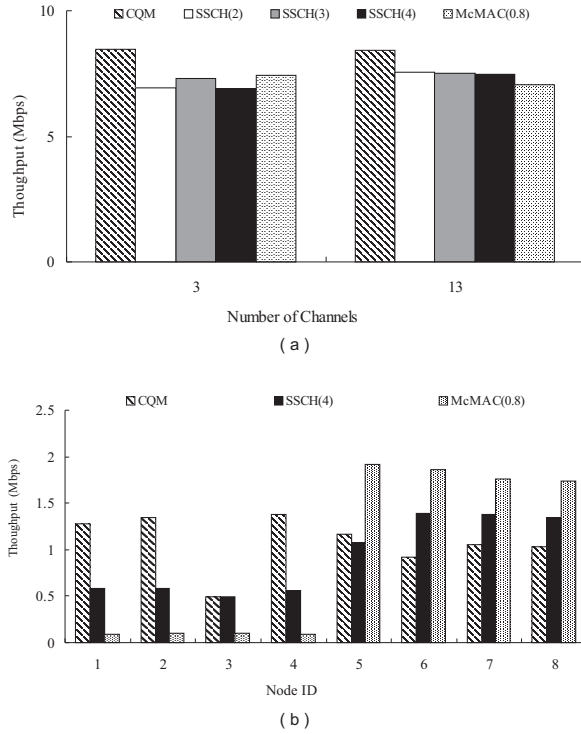 CQM SSCH(2) SSCH(3) SSCH(4) McMAC(0.8)
10
5
0
Thoughput (Mbps)
3 13
Number of Channels
( a )
CQM SSCH(4) McMAC(0.8)
2.5
2
1.5
1
0.5
0
Thoughput (Mbps)
1 2 3 4 5 6 7 8
Node ID
( b )